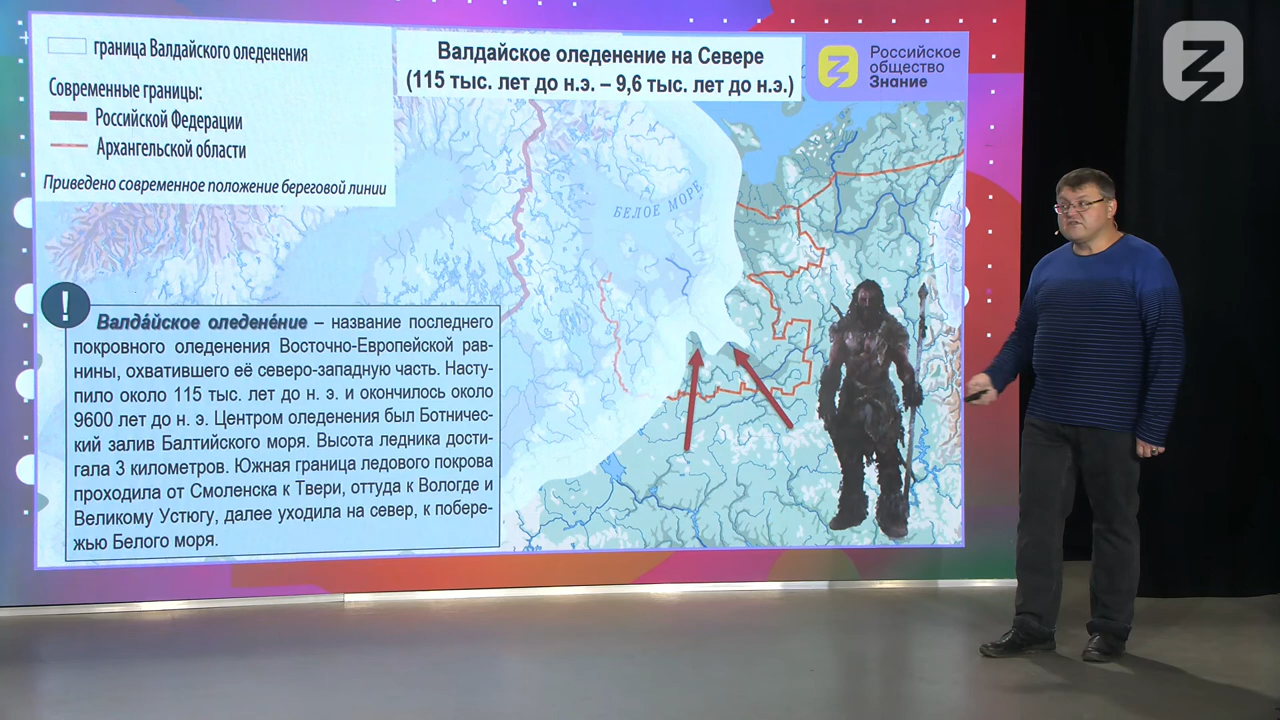 граница Валдайского оледенения
Современные границы:
Российской Федерации
Архангельской области
Приведено современное положение береговой линии
Валдайское оледенение на Севере
(115 тыс. лет до н.э. – 9,6 тыс. лет до н.э.)
Российское
общество
Знание
БЕЛОЕ МОРЕ
!
Валда́йское оледене́ние – название последнего
покровного оледенения Восточно-Европейской рав-
нины, охватившего её северо-западную часть. Насту-
пило около 115 тыс. лет до н. э. и окончилось около
9600 лет до н. э. Центром оледенения был Ботничес-
кий залив Балтийского моря. Высота ледника дости-
гала 3 километров. Южная граница ледового покрова
проходила от Смоленска к Твери, оттуда к Вологде и
Великому Устюгу, далее уходила на север, к побере-
жью Белого моря.